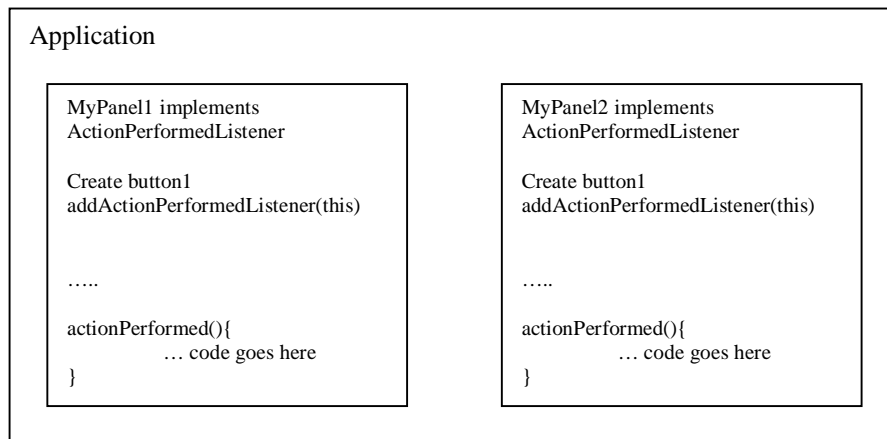 Application
MyPanel1 implements
ActionPerformedListener
Create button1
addActionPerformedListener(this)
…..
actionPerformed(){
… code goes here
}
MyPanel2 implements
ActionPerformedListener
Create button1
addActionPerformedListener(this)
…..
actionPerformed(){
… code goes here
}